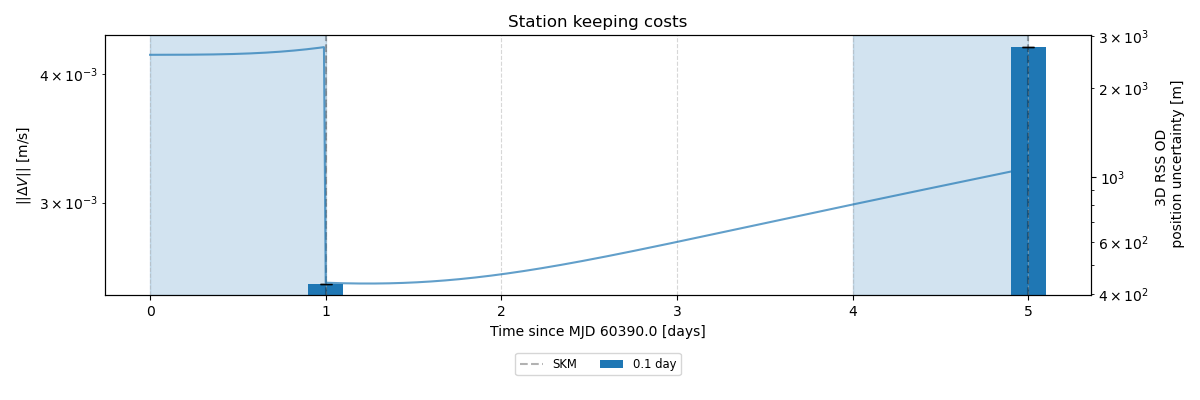 Station keeping costs
||ΔV|| [m/s]
4 × 10⁻³
3 × 10⁻³
3 × 10³
2 × 10³
10³
6 × 10²
4 × 10²
3D RSS OD
position uncertainty [m]
0 1 2 3 4 5
Time since MJD 60390.0 [days]
SKM 0.1 day